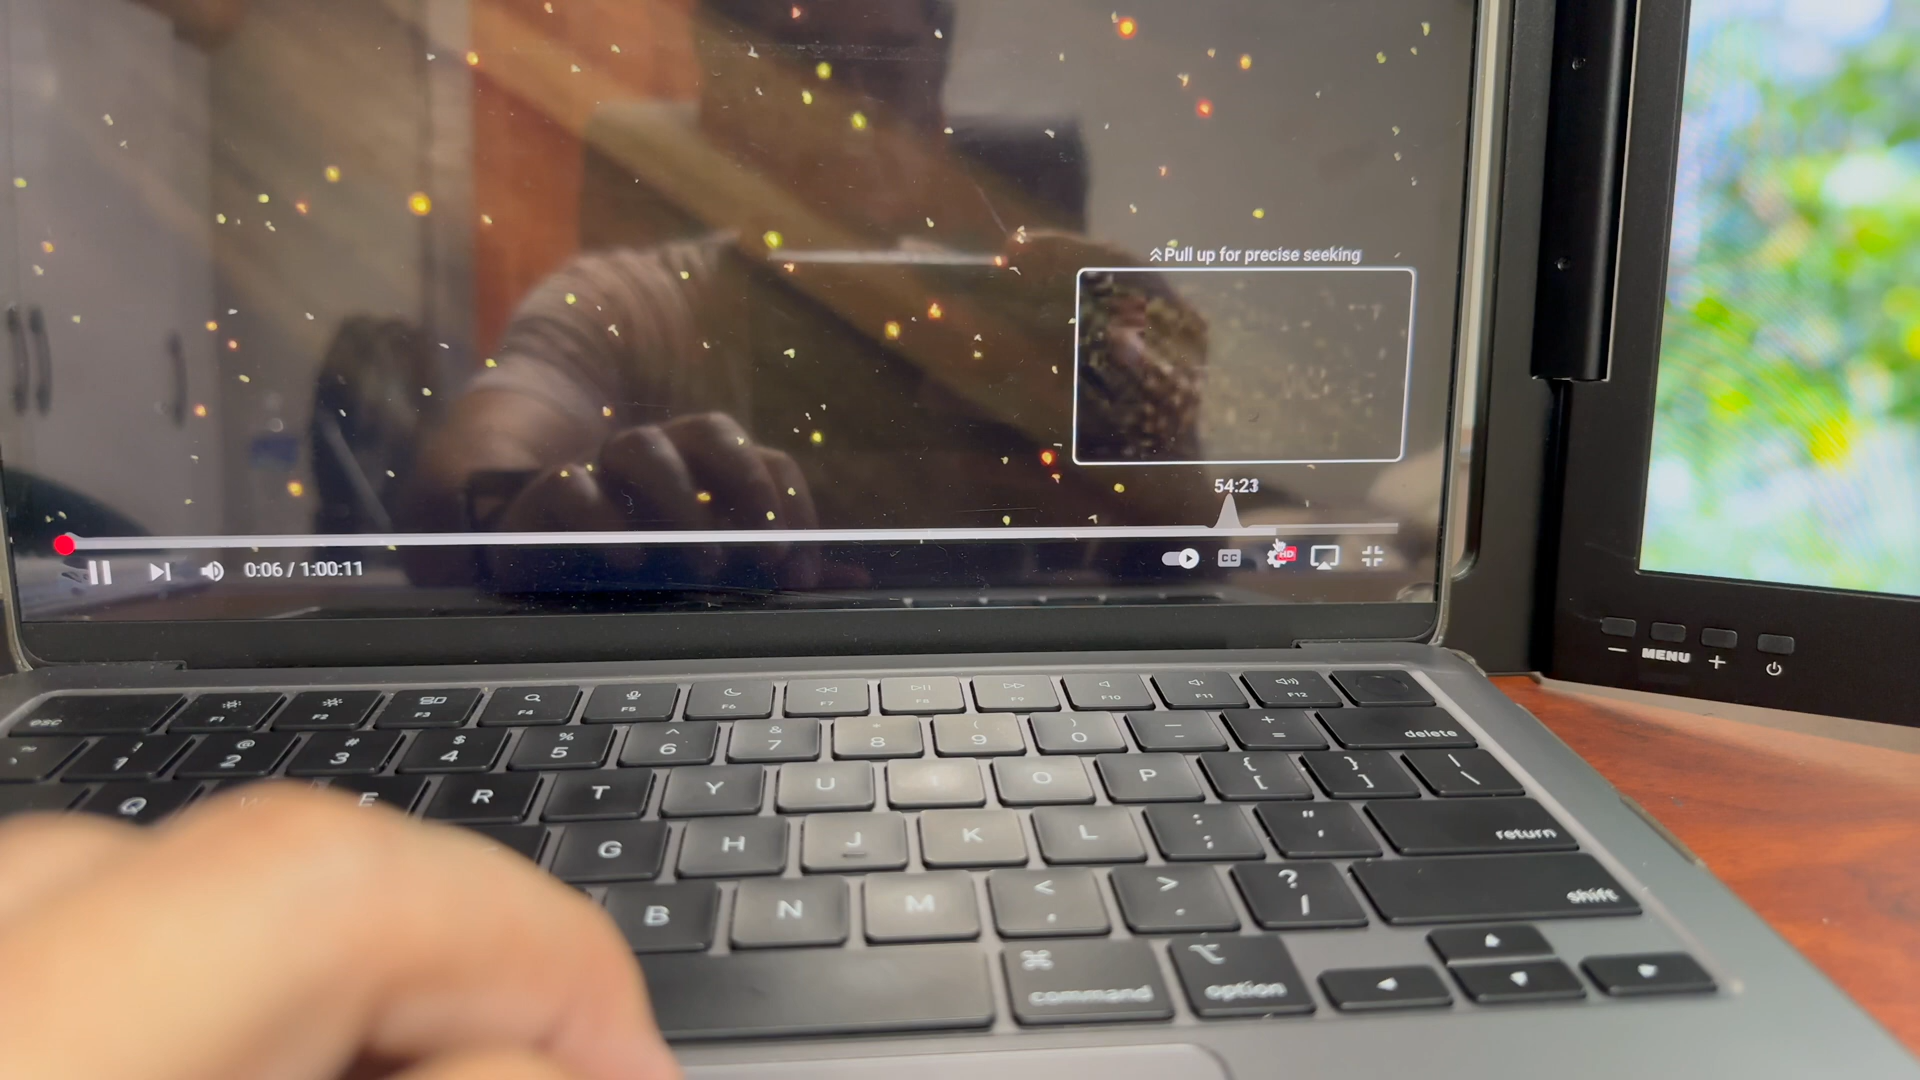 Pull up for precise seeking
54:23
0:06 / 1:00:11
CC
HD
MENU
esc
F1 F2 F3 F4 F5 F6 F7 F8 F9 F10 F11 F12
! @ 2 # 3 $ 4 % 5 ^ 6 & 7 * 8 ( 9 ) 0 — - + = delete
Q W E R T Y U O P { [ } ] | \
G H J K L : ; " ' return
B N M < , > . ? / shift
⌘ command ⌥ option